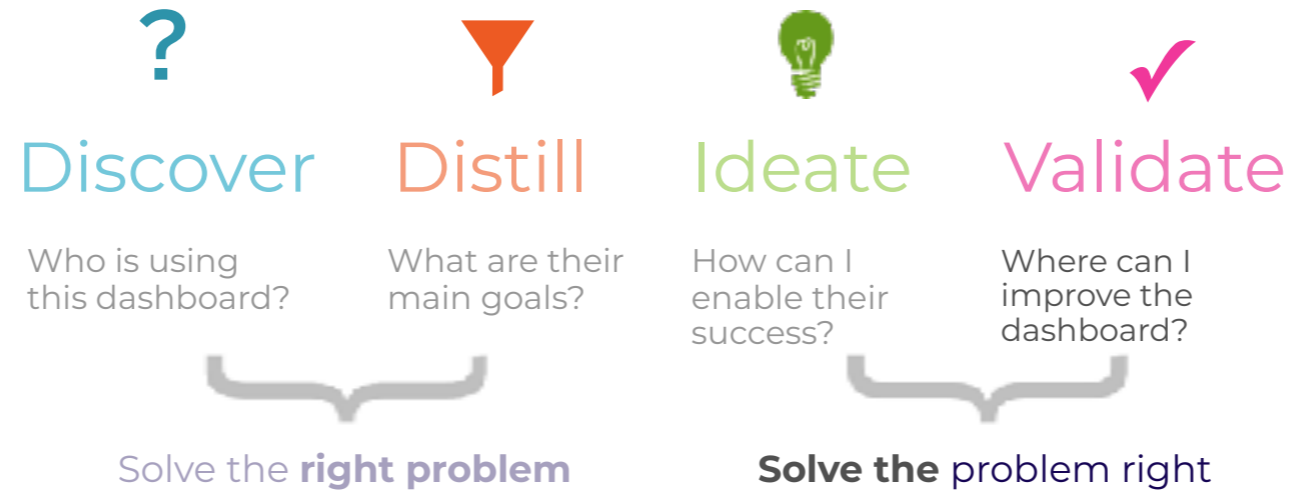 ?
Discover
Distill
Ideate
Validate
Who is using
this dashboard?
What are their
main goals?
How can I
enable their
success?
Where can I
improve the
dashboard?
Solve the right problem
Solve the problem right